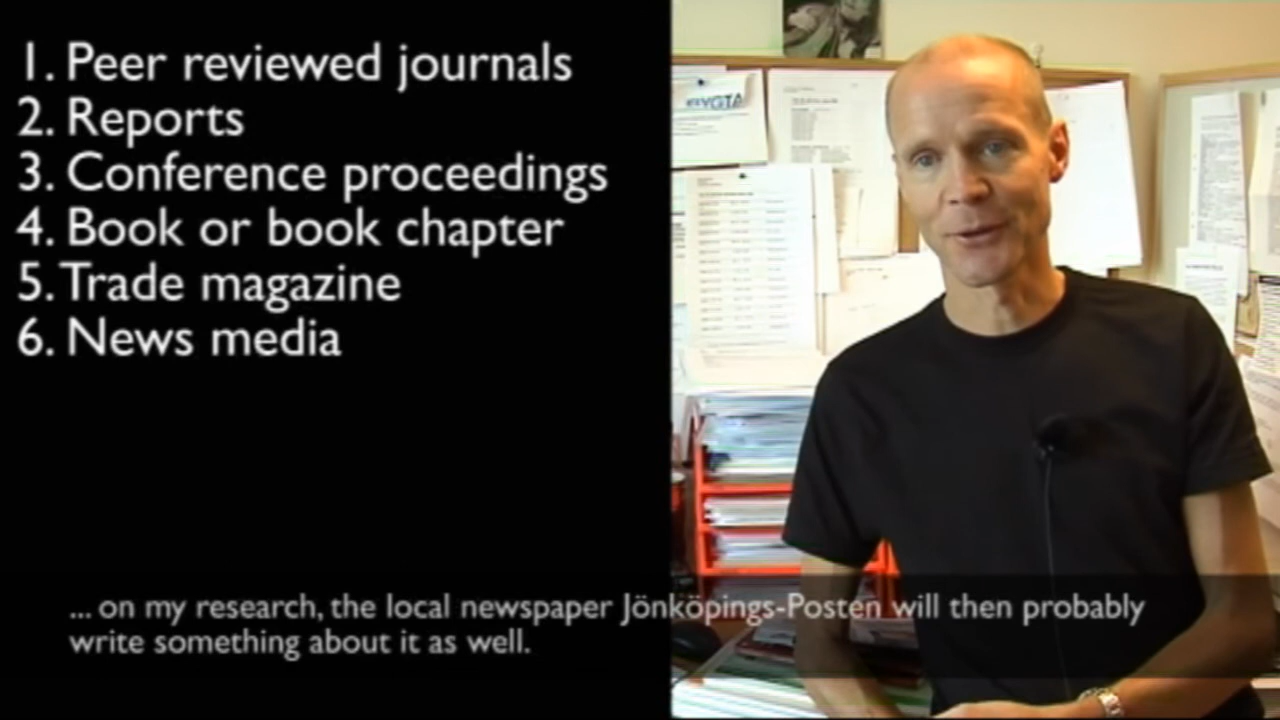 1. Peer reviewed journals
2. Reports
3. Conference proceedings
4. Book or book chapter
5. Trade magazine
6. News media
... on my research, the local newspaper Jönköpings-Posten will then probably
write something about it as well.